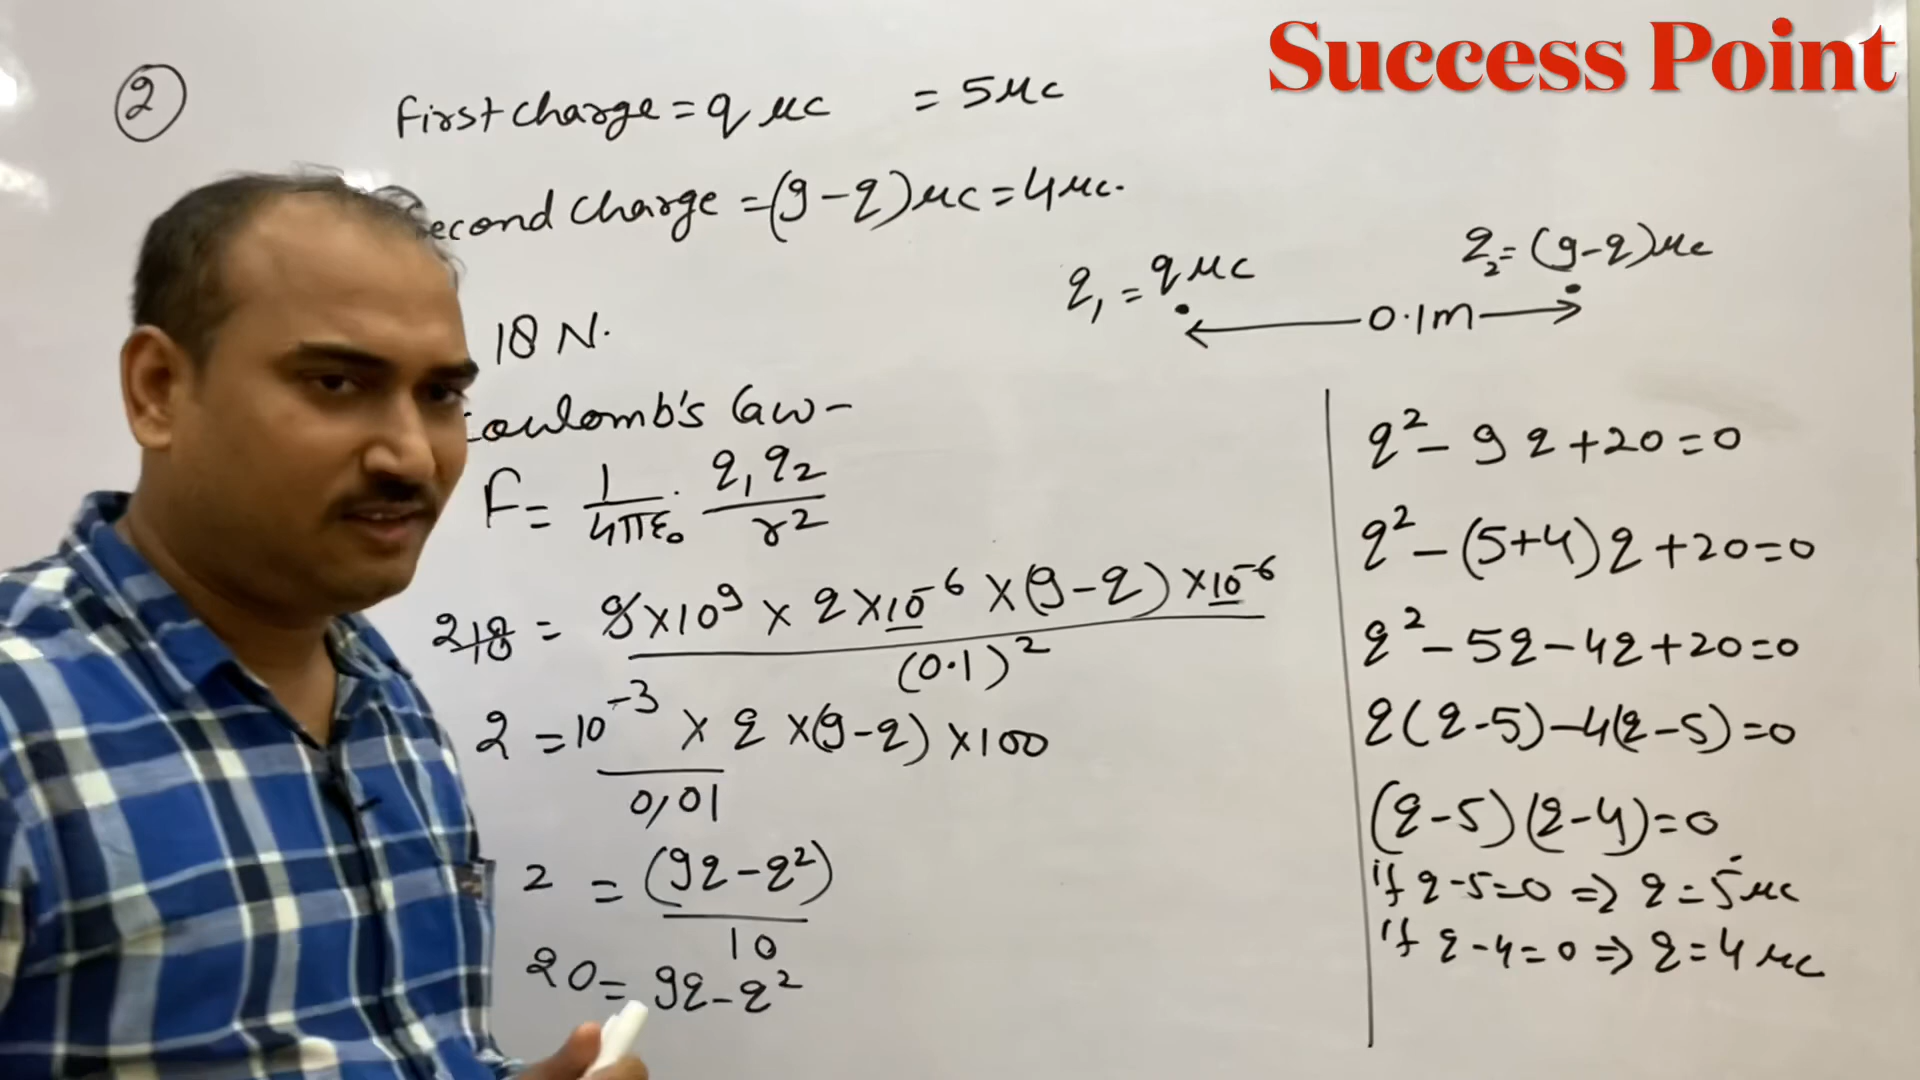 Success Point
2
First charge = q μc = 5μc
Second charge = (9-q)μc = 4μc.
q₁ = q μc
q₂ = (9-q)μc
0.1m
18 N.
Coulomb's Law -
F = 1/4πε₀ . q₁q₂/r²
2 18 = 9×10⁹ × q×10⁻⁶ ×(9-q) ×10⁻⁶ / (0.1)²
2 = 10⁻³ × q ×(9-q) ×100
0,01
2 = (9q-q²)/10
20 = 9q-q²
q² - 9q+20=0
q² - (5+4)q+20=0
q² - 5q-4q+20=0
q(q-5)-4(q-5)=0
(q-5)(q-4)=0
if q-5=0 ⇒ q=5μc
if q-4=0 ⇒ q=4 μc